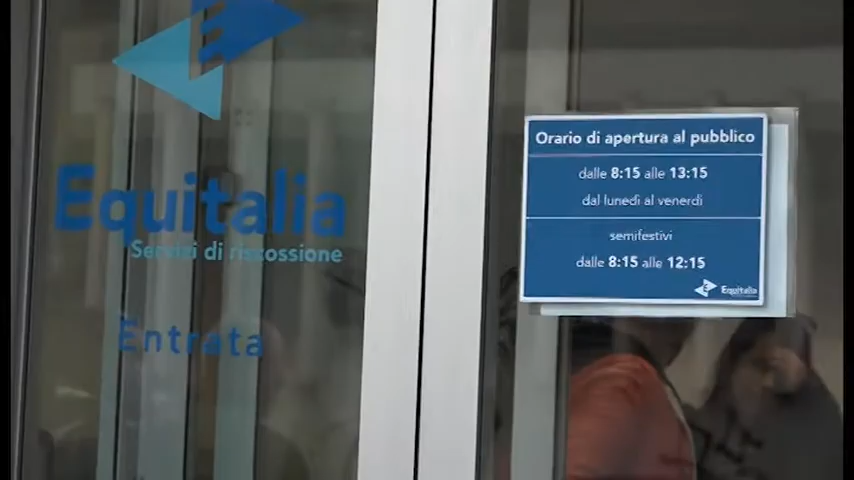 Equitalia
Servizi di riscossione
Entrata
Orario di apertura al pubblico
dalle 8:15 alle 13:15
dal lunedì al venerdì
semifestivi
dalle 8:15 alle 12:15
Equitalia